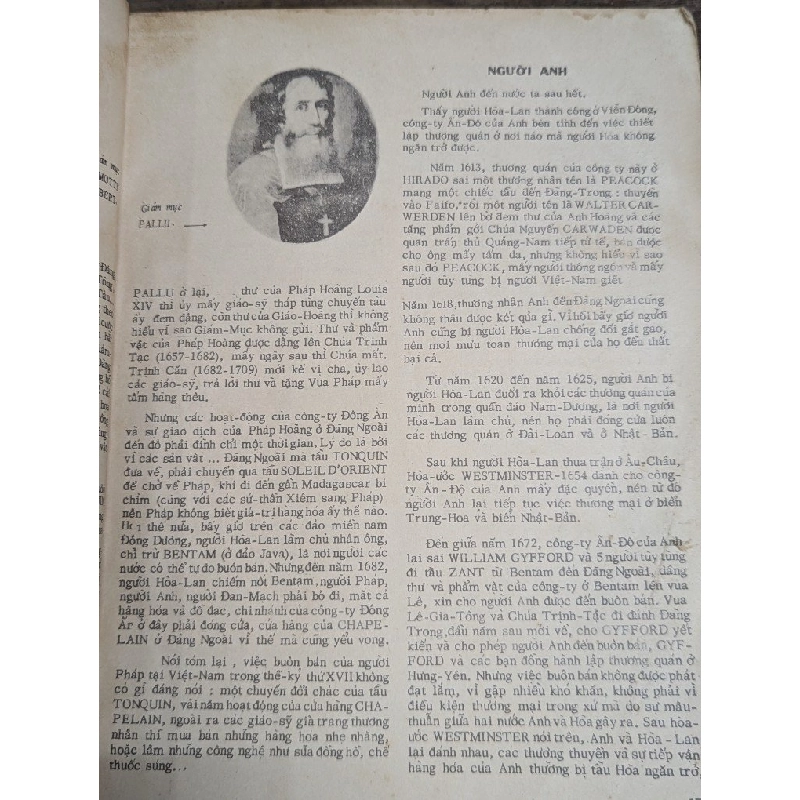 Giám mục
PALLU.
PALLU ở lại, thư của Pháp Hoàng Louis
XIV thì ủy mấy giáo-sỹ tháp tùng chuyến tàu
ấy đem dâng, còn thư của Giáo-Hoàng thì không
hiểu vì sao Giám-Mục không gửi. Thư và phẩm
vật của Pháp Hoàng được dâng lên Chúa Trịnh
Tạc (1657-1682), mấy ngày sau thì Chúa mất.
Trịnh Cấn (1682-1709) mới kế vị cha, ủy lạo
các giáo-sỹ, trả lời thư và tặng Vua Pháp mấy
tấm hàng thêu.
Nhưng các hoạt-động của công-ty Đông Ấn
và sự giao dịch của Pháp Hoàng ở Đàng Ngoài
đến đó phải đình chỉ một thời gian. Lý do là bởi
vì các sản vật ... Đàng Ngoài mà tàu TONQUIN
đưa về, phải chuyển qua tàu SOLEIL D'ORIENT
để chở về Pháp, khi đi đến gần Madagascar bị
chìm (cùng với các sứ-thần Xiêm sang Pháp)
nên Pháp không biệt giá-trị hàng hóa ấy thế nào.
thế nữa, bây giờ trên các đảo miền nam
Đông Dương, người Hòa-Lan làm chủ nhân ông,
chỉ trừ BENTAM (ở đảo Java), là nơi người các
nước có thể tự do buôn bán. Nhưng đến năm 1682,
người Hòa-Lan chiếm nốt Bentam, người Pháp,
người Anh, người Đan-Mạch phải bỏ đi, mất cả
hàng hóa và đồ đạc, chi nhánh của công-ty Đông
Ấn ở đây phải đóng cửa, cửa hàng của CHAPE-
LAIN ở Đàng Ngoài vì thế mà cũng yểu vong.
Nói tóm lại, việc buôn bán của người
Pháp tại Việt-Nam trong thế-kỷ thứ XVII không
có gì đáng nói : một chuyến đổi chác của tàu
TONQUIN, vài năm hoạt động của cửa hàng CHA-
PELAIN, ngoài ra các giáo-sỹ giả trang thương
nhân thì mua bán những hàng hóa nhẹ nhàng,
hoặc làm những công nghệ như sửa đồng hồ, chế
thuốc súng...
NGƯỜI ANH
Người Anh đến nước ta sau hết.
Thấy người Hòa-Lan thành công ở Viễn Đông,
công-ty Ấn-Độ của Anh bèn tính đến việc thiết
lập thương quán ở nơi nào mà người Hòa không
ngăn trở được.
Năm 1613, thương quán của công ty này ở
HIRADO sai một thương nhân tên là PEACOCK
mang một chiếc tàu đến Đàng-Trong : thuyền
vào Faifo, rồi một người tên là WALTER CAR-
WERDEN lên bờ đem thư của Anh Hoàng và các
tặng phẩm gởi Chúa Nguyễn CARWADEN được
quan trấn thủ Quảng-Nam tiếp tử tế, bán được
cho ông mấy tấm dạ, nhưng không hiểu vì sao
sau đó PEACOCK, mấy người thông ngôn và mấy
người tùy tùng bị người Việt-Nam giết
Năm 1618, thương nhân Anh đến Đàng Ngoài cũng
không thâu được kết quả gì. Vì hồi bấy giờ người
Anh cũng bị người Hòa-Lan chống đối gắt gao,
nên mọi mưu toan thương mại của họ đều thất
bại cả.
Từ năm 1620 đến năm 1625, người Anh bị
người Hòa-Lan đuổi ra khỏi các thương quán của
mình trong quần đảo Nam-Dương, là nơi người
Hòa-Lan làm chủ, nên họ phải đóng cửa luôn
các thương quán ở Đài-Loan và ở Nhật-Bản.
Sau khi người Hòa-Lan thua trận ở Âu-Châu,
Hòa-ước WESTMINSTER-1654 dành cho công-
ty Ấn-Độ của Anh mấy đặc quyền, nên từ đó
người Anh lại tiếp tục việc thương mại ở biển
Trung-Hoa và biển Nhật-Bản.
Đến giữa năm 1672, công-ty Ấn-Độ của Anh
lại sai WILLIAM GYFFORD và 5 người tùy tùng
đi tàu ZANT từ Bentam đến Đàng Ngoài, dâng
thư và phẩm vật của công-ty ở Bentam lên vua
Lê, xin cho người Anh được đến buôn bán. Vua
Lê-Gia-Tông và Chúa Trịnh-Tạc đi đánh Đàng
Trong, đầu năm sau mới về, cho GYFFORD yết
kiến và cho phép người Anh đến buôn bán, GYF-
FORD và các bạn đồng hành lập thương quán ở
Hưng-Yên. Nhưng việc buôn bán không được phát
đạt lắm, vì gặp nhiều khó khăn, không phải vì
điều kiện thương mại trong xứ mà do sự mâu-
thuẫn giữa hai nước Anh và Hòa gây ra. Sau hòa-
ước WESTMINSTER nói trên, Anh và Hòa - Lan
lại đánh nhau, các thương thuyền và sự tiếp vận
hàng hóa của Anh thường bị tàu Hòa ngăn trở,